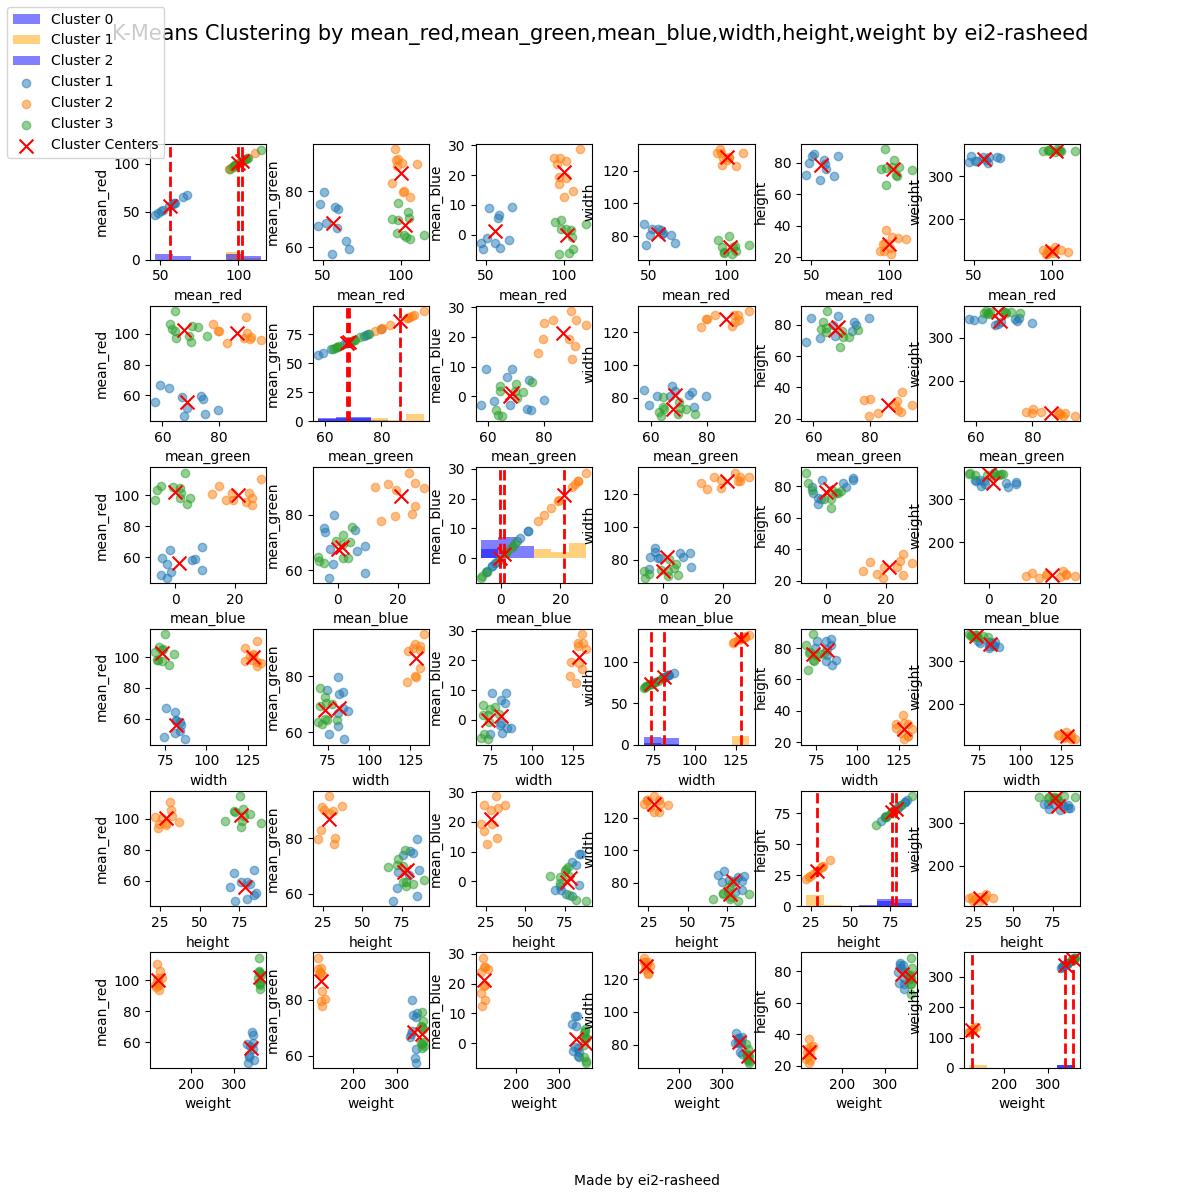 K-Means Clustering by mean_red,mean_green,mean_blue,width,height,weight by ei2-rasheed
Cluster 0
Cluster 1
Cluster 2
Cluster 1
Cluster 2
Cluster 3
Cluster Centers
mean_red
100
50
0
50 100
mean_red
mean_green
80
60
50 100
mean_red
mean_blue
30
20
10
0
50 100
mean_red
width
120
100
80
50 100
mean_red
height
80
60
40
20
50 100
mean_red
weight
300
200
50 100
mean_red
mean_red
100
80
60
60 80
mean_green
mean_green
75
50
25
0
60 80
mean_green
mean_blue
30
20
10
0
60 80
mean_green
width
120
100
80
60 80
mean_green
height
80
60
40
20
60 80
mean_green
weight
300
200
60 80
mean_green
mean_red
100
80
60
0 20
mean_blue
mean_green
80
60
0 20
mean_blue
mean_blue
30
20
10
0
0 20
mean_blue
width
120
100
80
0 20
mean_blue
height
80
60
40
20
0 20
mean_blue
weight
300
200
0 20
mean_blue
mean_red
100
80
60
75 100 125
width
mean_green
80
60
75 100 125
width
mean_blue
30
20
10
0
75 100 125
width
width
100
50
0
75 100 125
width
height
80
60
40
20
75 100 125
width
weight
300
200
75 100 125
width
mean_red
100
80
60
25 50 75
height
mean_green
80
60
25 50 75
height
mean_blue
30
20
10
0
25 50 75
height
width
120
100
80
25 50 75
height
height
75
50
25
0
25 50 75
height
weight
300
200
25 50 75
height
mean_red
100
80
60
200 300
weight
mean_green
80
60
200 300
weight
mean_blue
30
20
10
0
200 300
weight
width
120
100
80
200 300
weight
height
80
60
40
20
200 300
weight
weight
300
200
100
0
200 300
weight
Made by ei2-rasheed